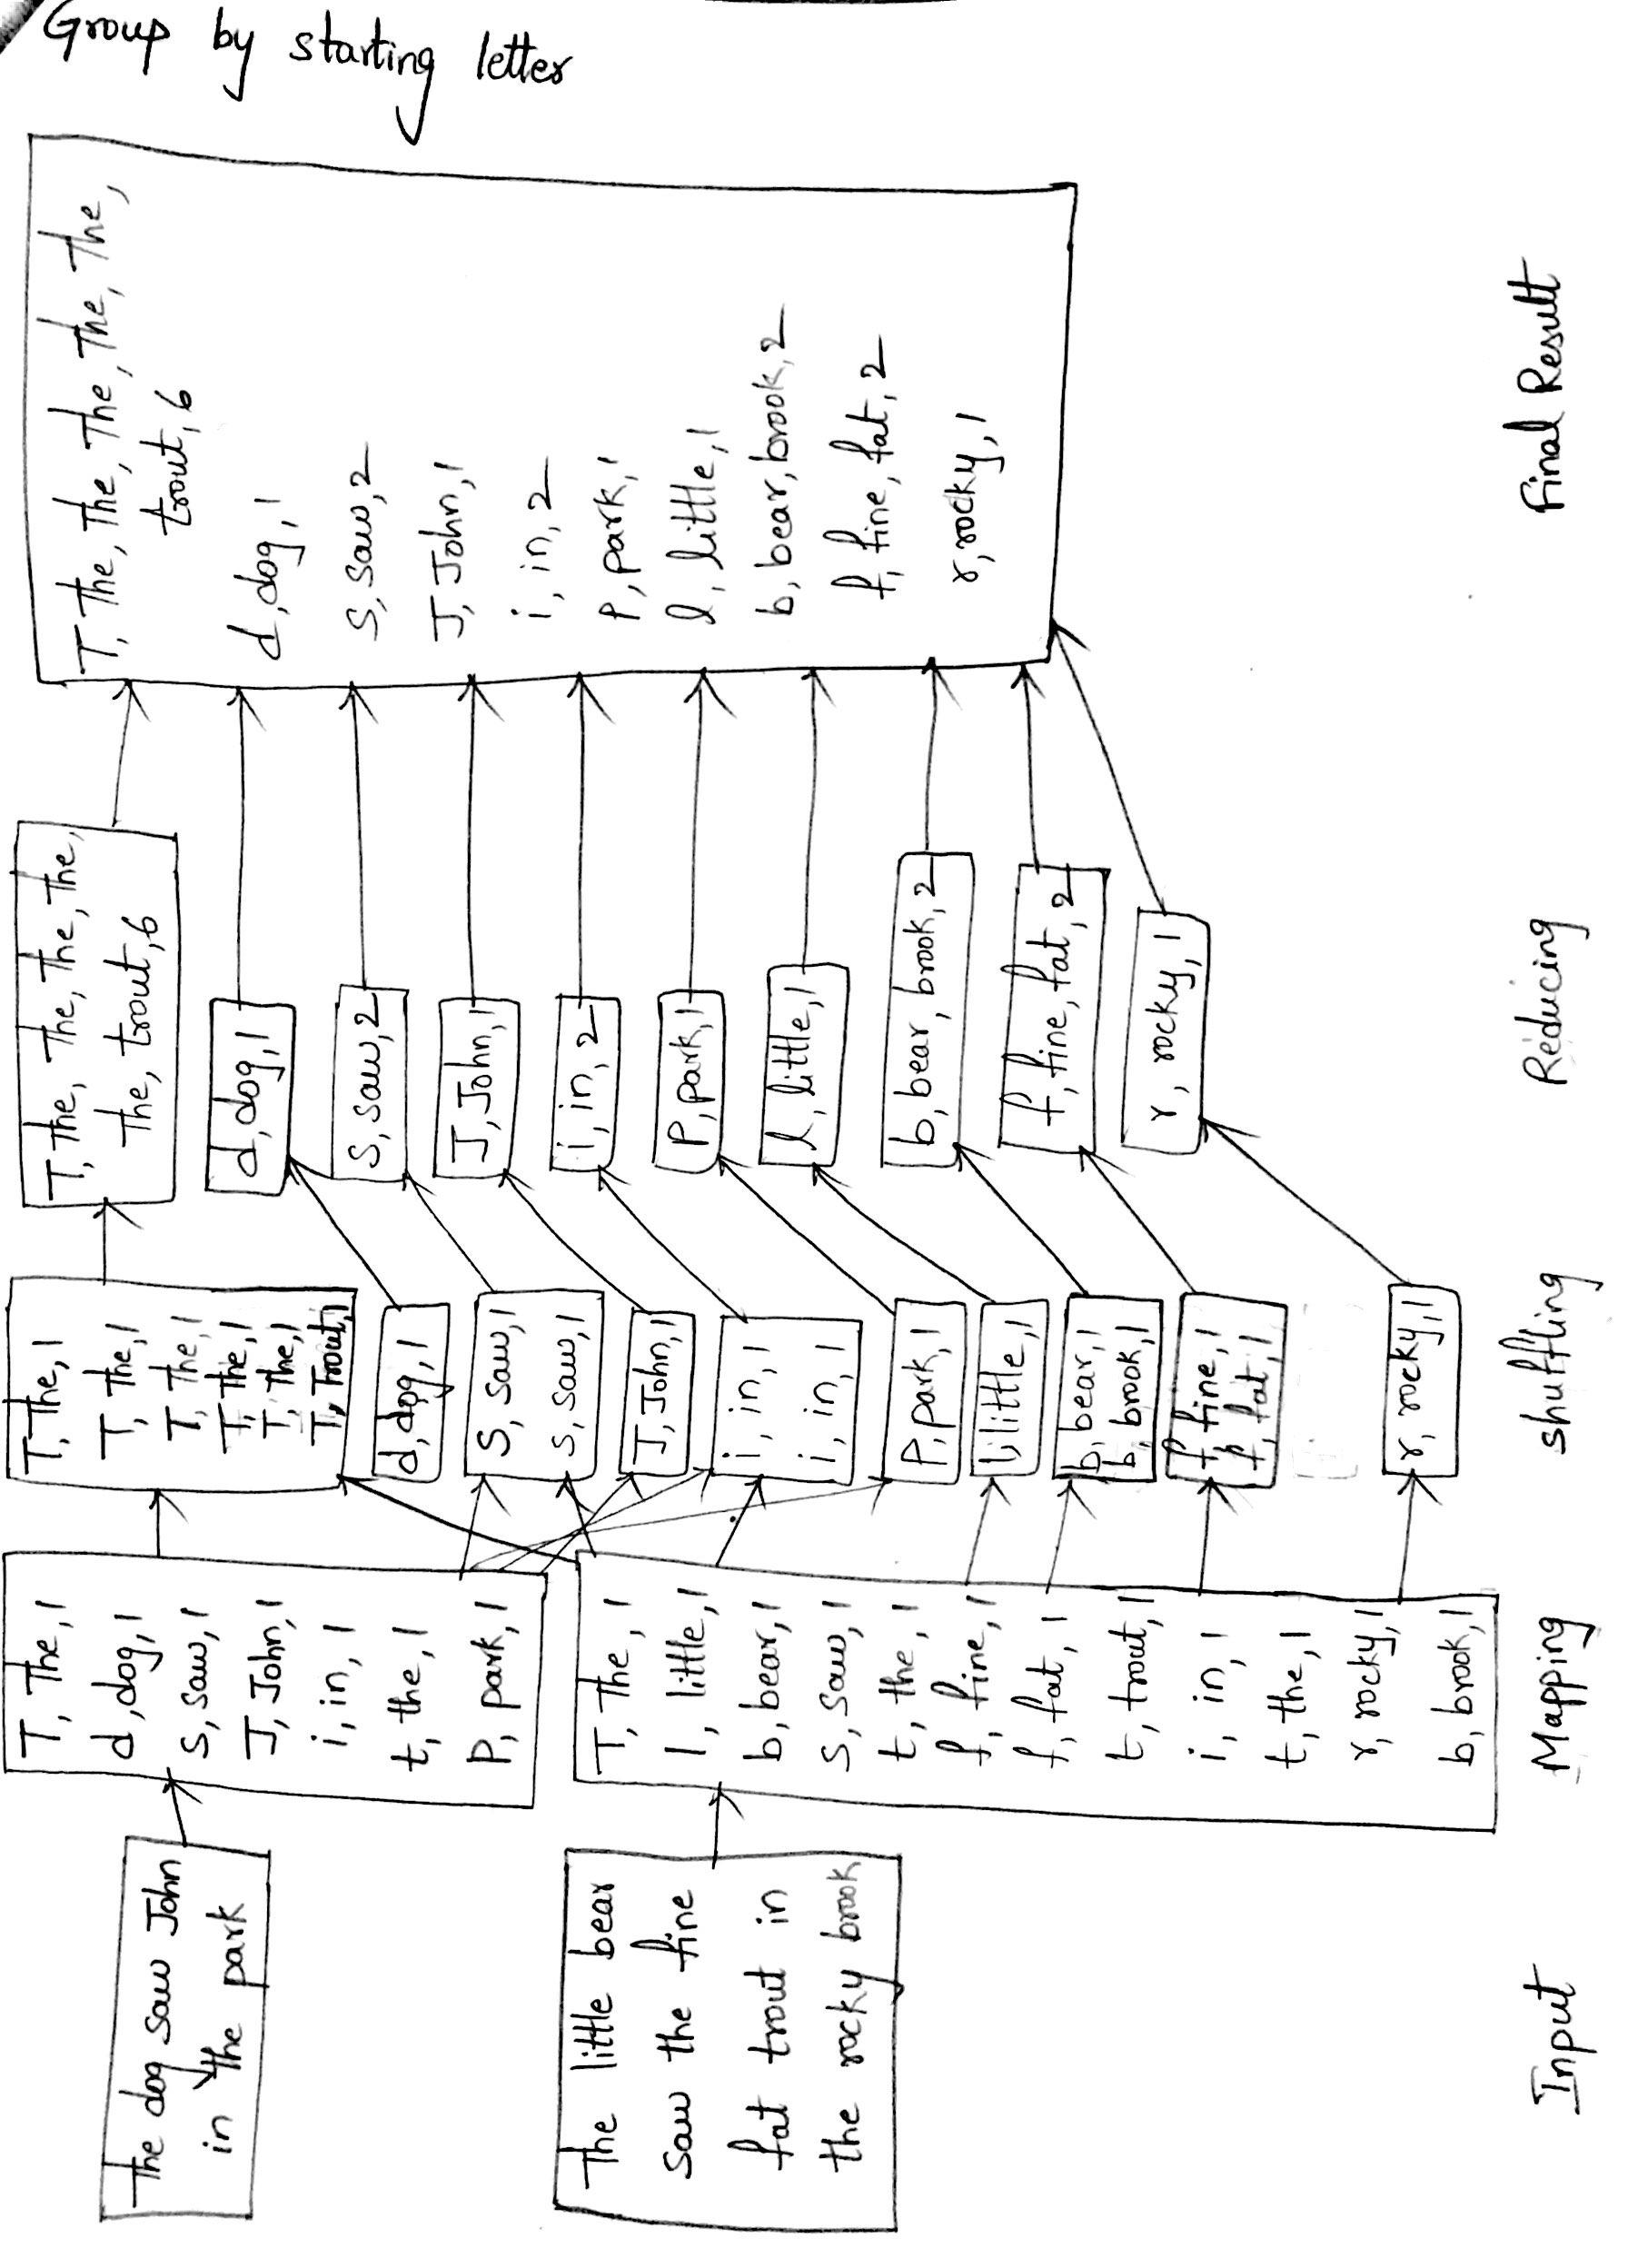 Group by starting letter
The dog saw John
in the park
The little bear
saw the fine
fat trout in
the rocky brook
Input
T, The, 1
d, dog, 1
S, saw, 1
J, John, 1
i, in, 1
t, the, 1
P, park, 1
T, The, 1
l, little, 1
b, bear, 1
S, saw, 1
t, the, 1
f, fine, 1
f, fat, 1
t, trout, 1
i, in, 1
t, the, 1
r, rocky, 1
b, brook, 1
Mapping
T, The, 1
T, The, 1
T, The, 1
T, The, 1
T, The, 1
T, Trout, 1
d, dog, 1
S, saw, 1
s, saw, 1
J, John, 1
i, in, 1
i, in, 1
P, park, 1
l, little, 1
b, bear, 1
b, brook, 1
f, fine, 1
f, fat, 1
r, rocky, 1
shuffling
T, The, The, The, The,
The, trout, 6
d, dog, 1
S, saw, 2
J, John, 1
i, in, 2
P, park, 1
l, little, 1
b, bear, brook, 2
f, fine, fat, 2
r, rocky, 1
Reducing
T, The, The, The, The, The,
trout, 6
d, dog, 1
S, saw, 2
J, John, 1
i, in, 2
P, park, 1
l, little, 1
b, bear, brook, 2
f, fine, fat, 2
r, rocky, 1
Final Result